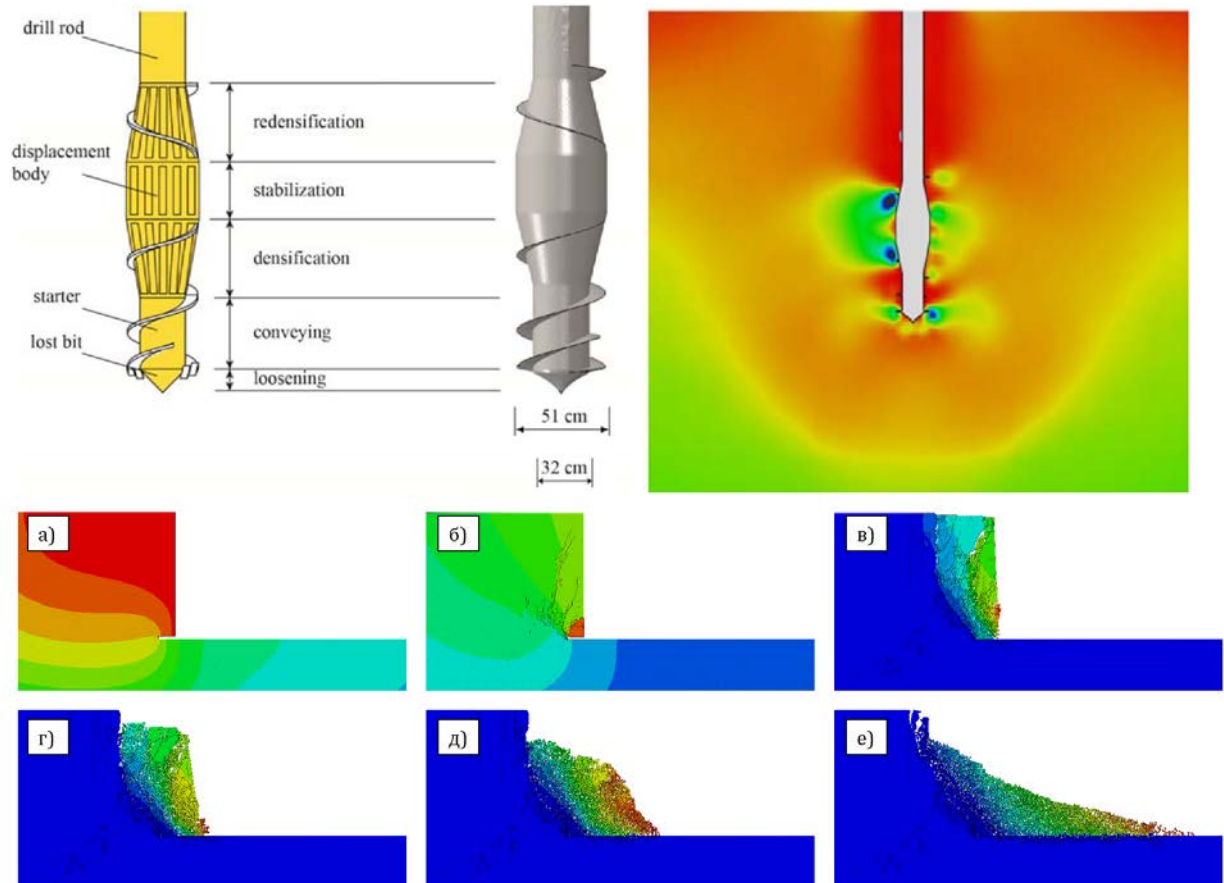 drill rod
redensification
displacement
body
stabilization
densification
starter
conveying
lost bit
loosening
51 cm
32 cm
а)
б)
в)
г)
д)
е)